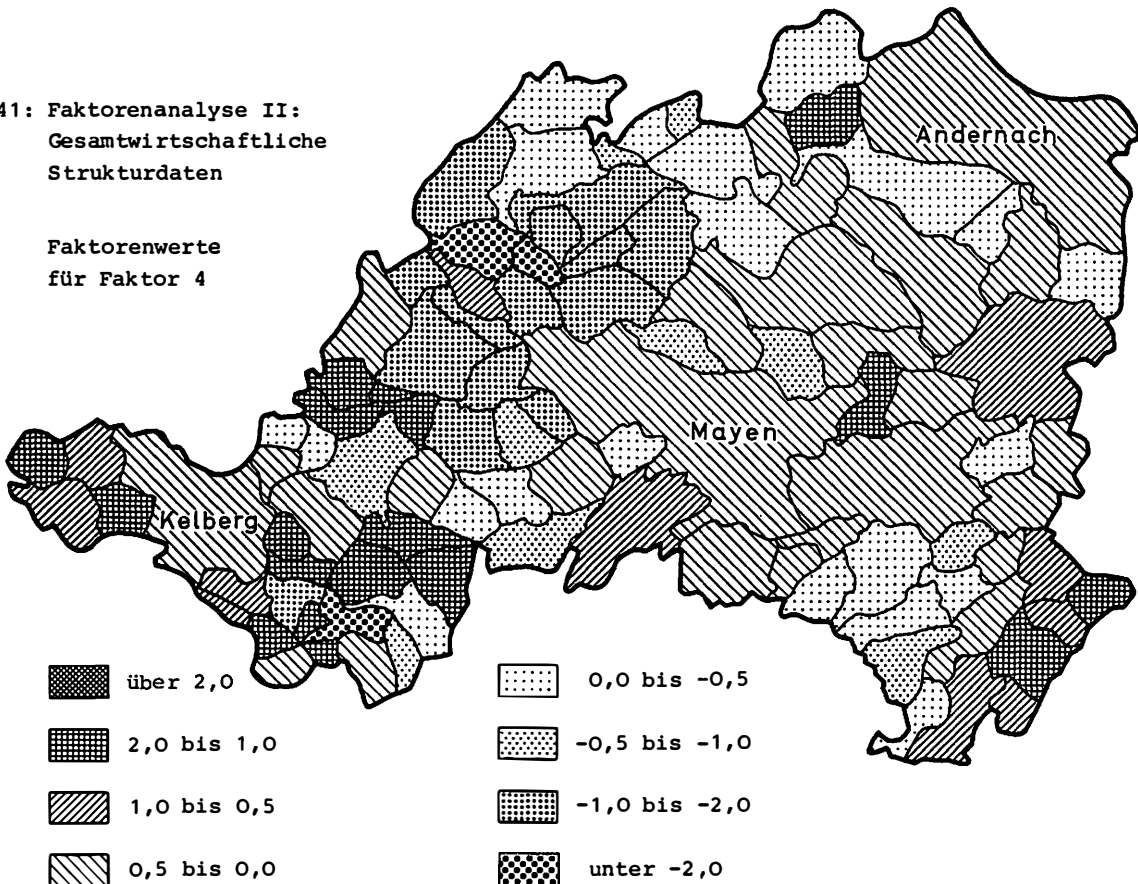 41: Faktorenanalyse II:
Gesamtwirtschaftliche
Strukturdaten
Faktorenwerte
für Faktor 4
Andernach
Mayen
Kelberg
über 2,0
2,0 bis 1,0
1,0 bis 0,5
0,5 bis 0,0
0,0 bis -0,5
-0,5 bis -1,0
-1,0 bis -2,0
unter -2,0